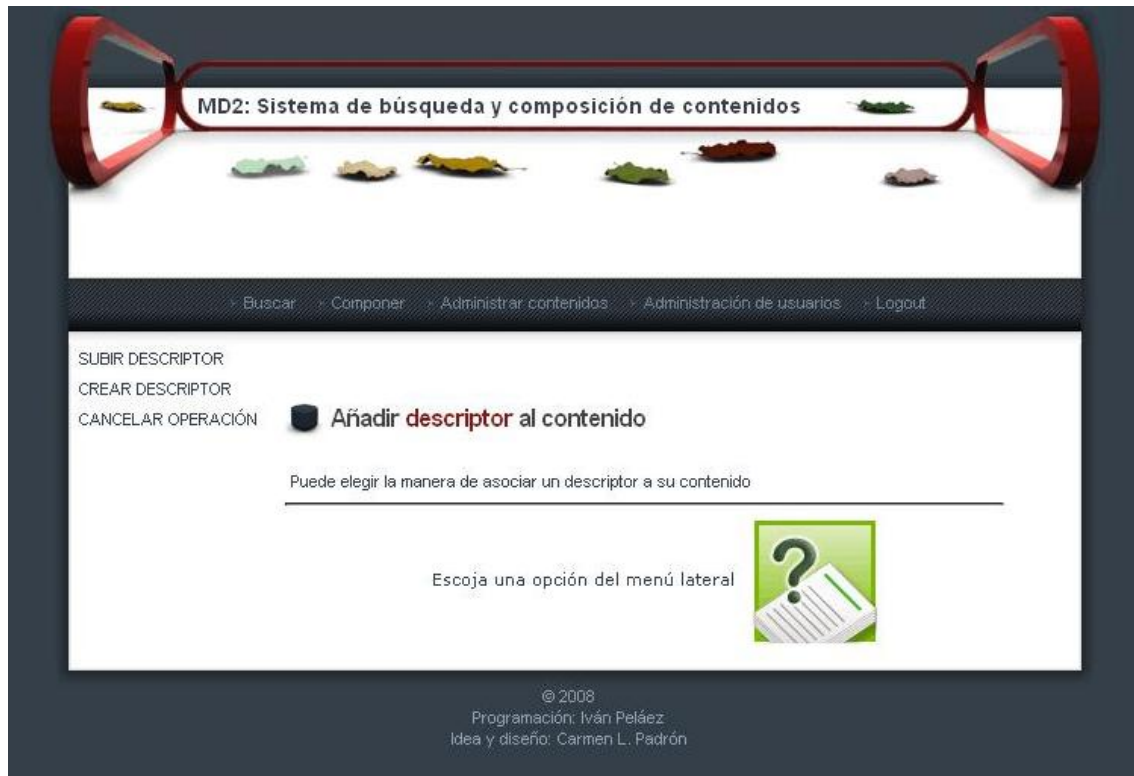 MD2: Sistema de búsqueda y composición de contenidos
Buscar Componer Administrar contenidos Administración de usuarios Logout
SUBIR DESCRIPTOR
CREAR DESCRIPTOR
CANCELAR OPERACIÓN
Añadir descriptor al contenido
Puede elegir la manera de asociar un descriptor a su contenido
Escoja una opción del menú lateral
?
© 2008
Programación: Iván Peláez
Idea y diseño: Carmen L. Padrón